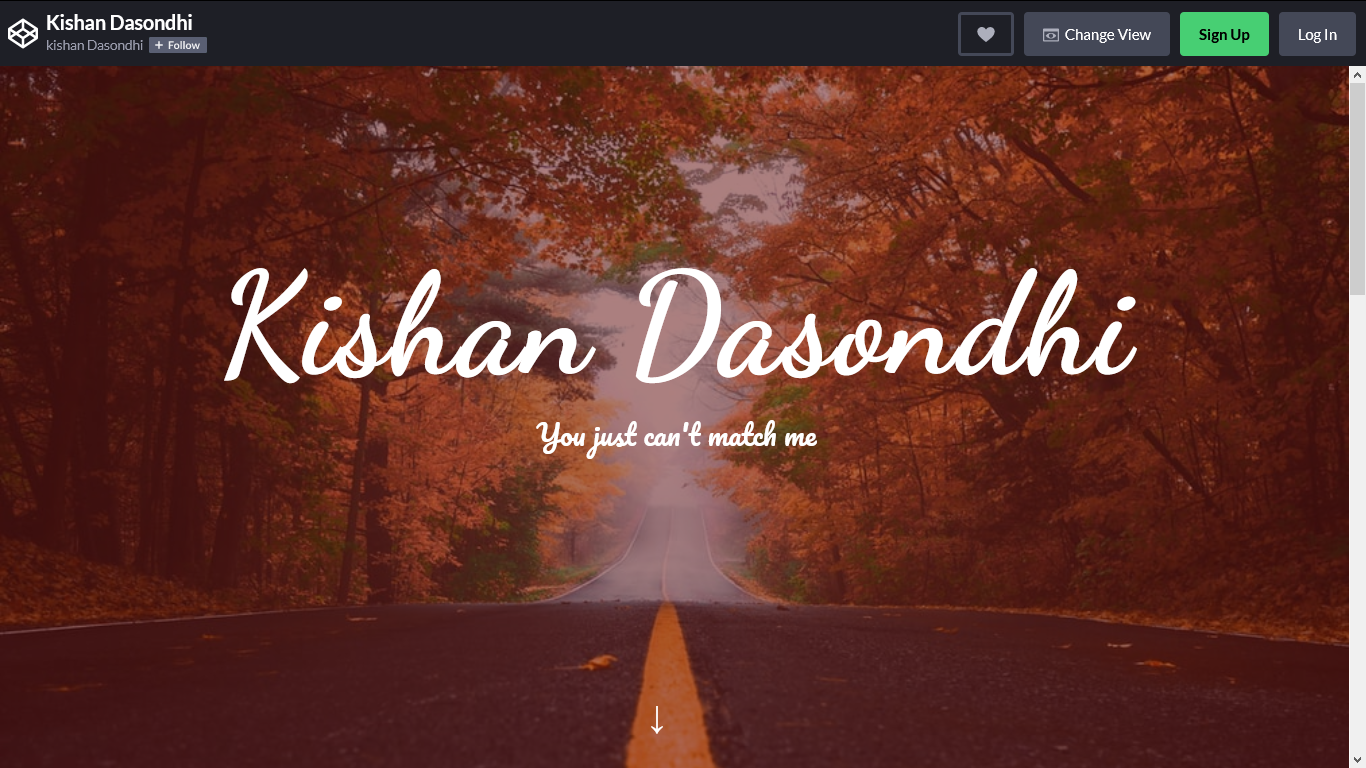 Kishan Dasondhi
kishan Dasondhi + Follow
Change View
Sign Up
Log In
Kishan Dasondhi
You just can't match me